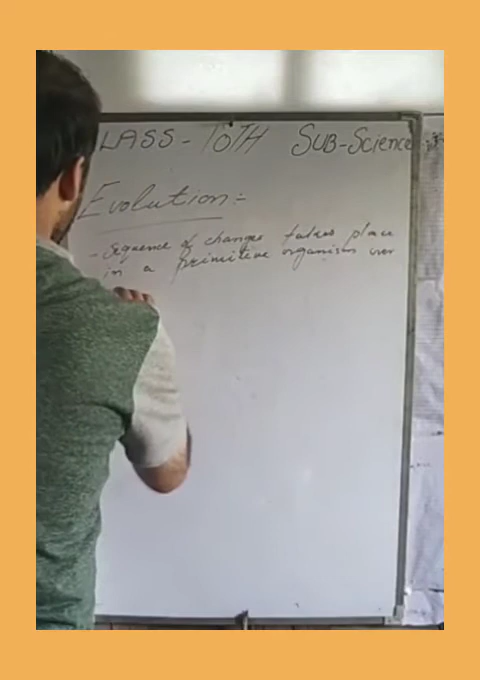 LASS - 10TH SUB-Science
Evolution:-
- Sequence of changes takes place
in a primitive organism over